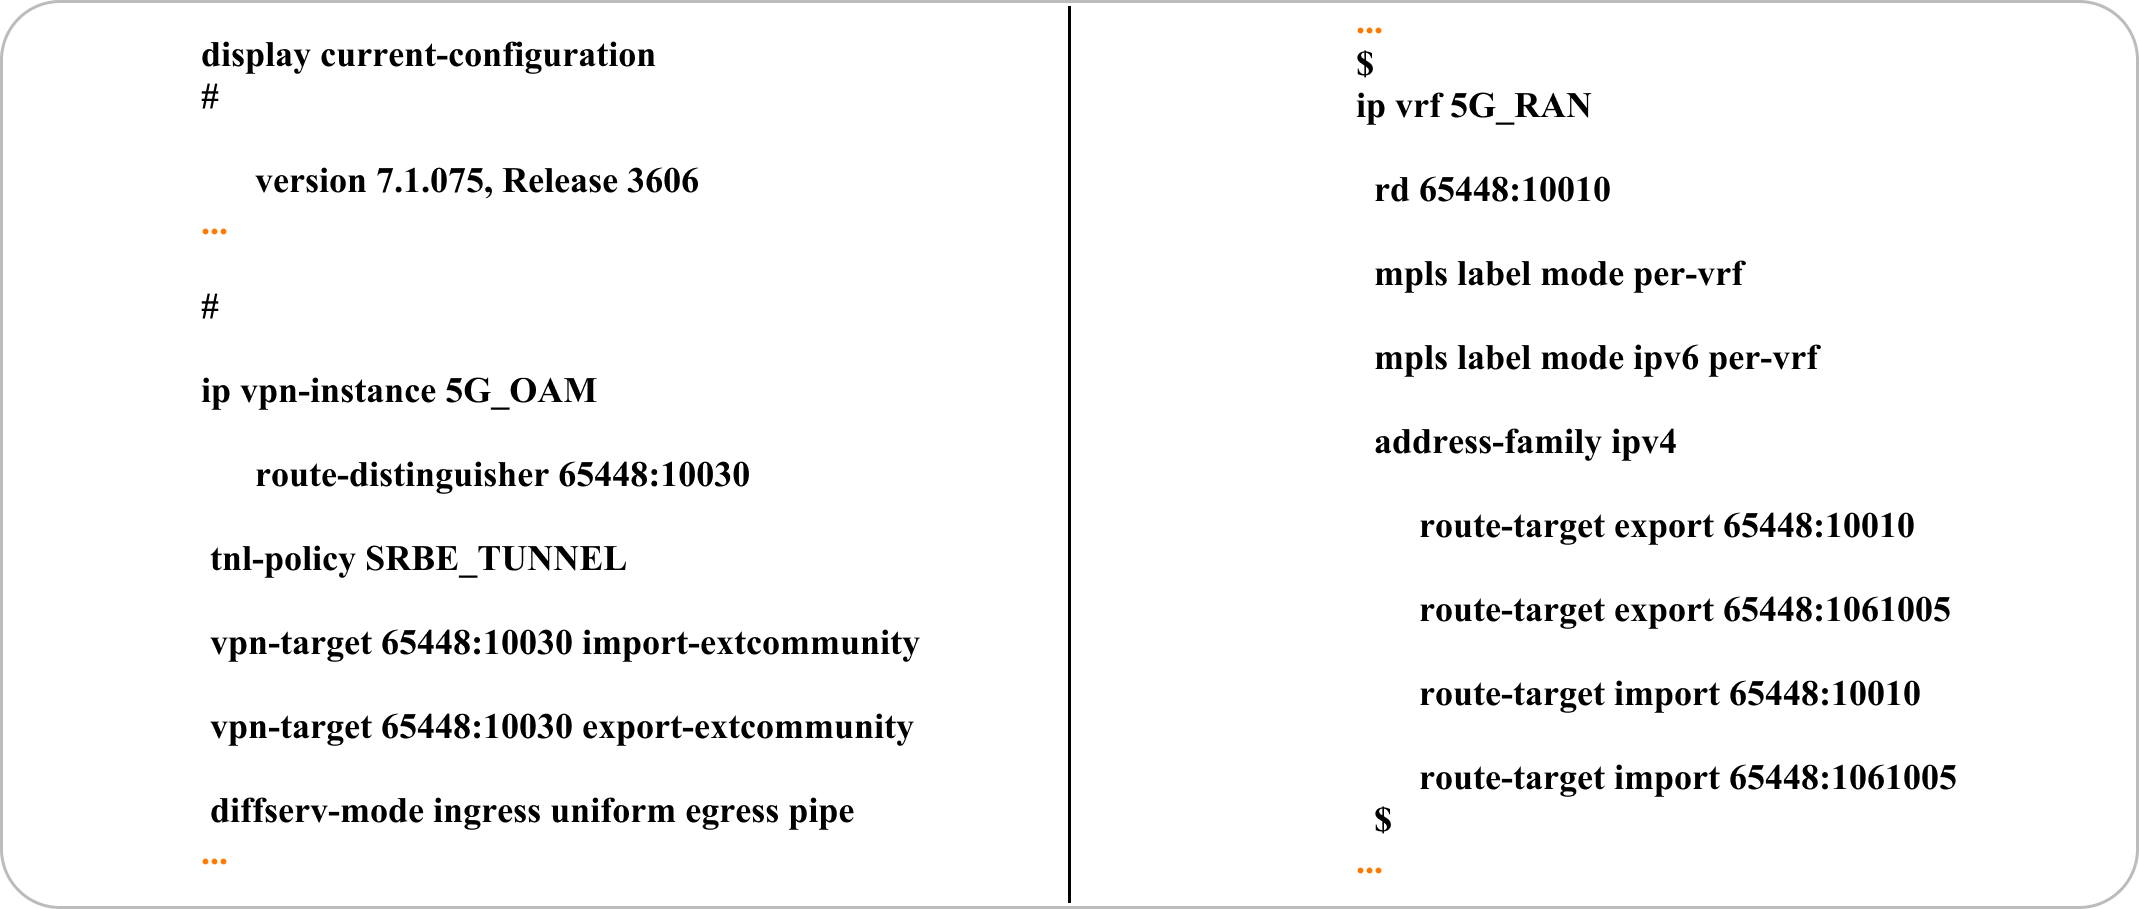 display current-configuration
#
version 7.1.075, Release 3606
...
#
ip vpn-instance 5G_OAM
route-distinguisher 65448:10030
tnl-policy SRBE_TUNNEL
vpn-target 65448:10030 import-extcommunity
vpn-target 65448:10030 export-extcommunity
diffserv-mode ingress uniform egress pipe
...
...
$
ip vrf 5G_RAN
rd 65448:10010
mpls label mode per-vrf
mpls label mode ipv6 per-vrf
address-family ipv4
route-target export 65448:10010
route-target export 65448:1061005
route-target import 65448:10010
route-target import 65448:1061005
$
...